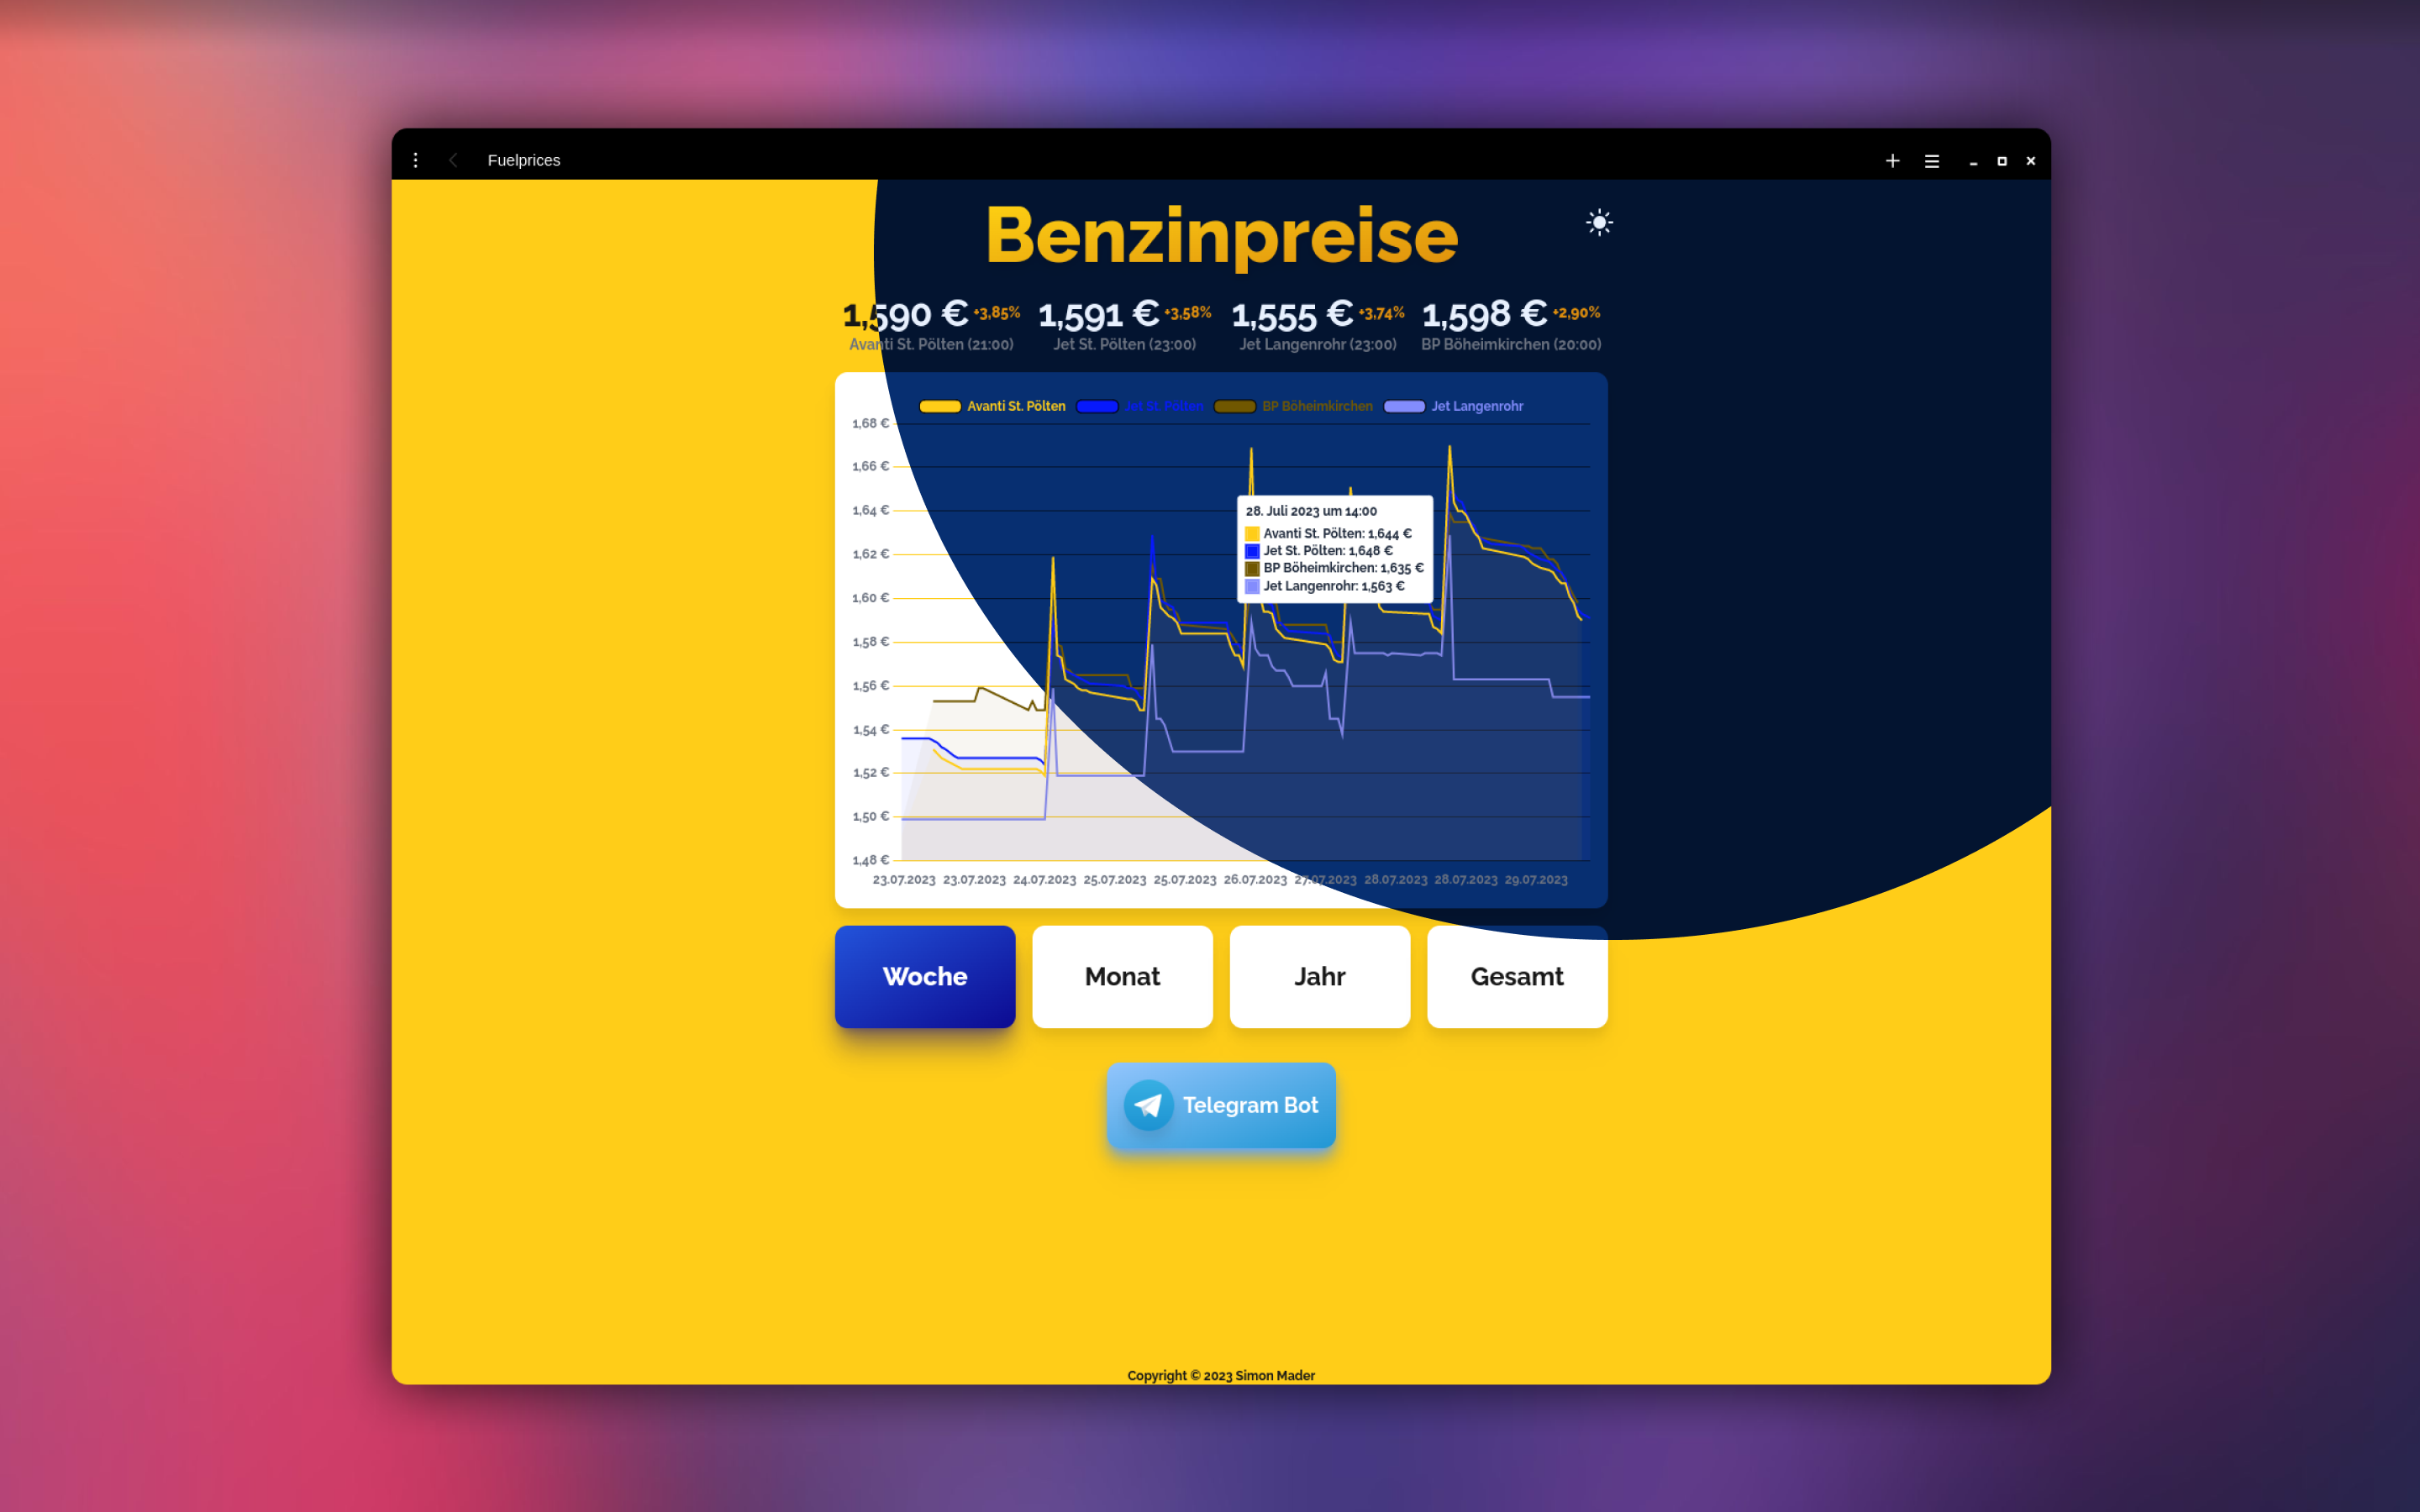 Fuelprices
Benzinpreise
1,590 € +3,85% 1,591 € +3,58% 1,555 € +3,74% 1,598 € +2,90%
Avanti St. Pölten (21:00) Jet St. Pölten (23:00) Jet Langenrohr (23:00) BP Böheimkirchen (20:00)
Avanti St. Pölten Jet St. Pölten BP Böheimkirchen Jet Langenrohr
1,68 €
1,66 €
1,64 €
28. Juli 2023 um 14:00
Avanti St. Pölten: 1,644 €
Jet St. Pölten: 1,648 €
1,62 €
BP Böheimkirchen: 1,635 €
Jet Langenrohr: 1,563 €
1,60 €
1,58 €
1,56 €
1,54 €
1,52 €
1,50 €
1,48 €
23.07.2023 23.07.2023 24.07.2023 25.07.2023 25.07.2023 26.07.2023 27.07.2023 28.07.2023 28.07.2023 29.07.2023
Woche Monat Jahr Gesamt
Telegram Bot
Copyright © 2023 Simon Mader